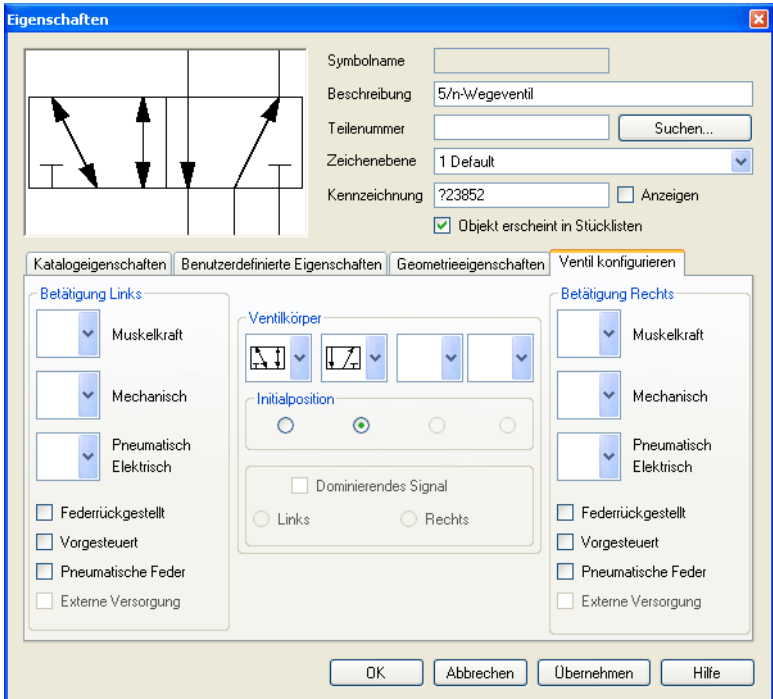 Eigenschaften
Symbolname
Beschreibung 5/n-Wegeventil
Teilenummer Suchen...
Zeichenebene 1 Default
Kennzeichnung ?23852 Anzeigen
Objekt erscheint in Stücklisten
Katalogeigenschaften Benutzerdefinierte Eigenschaften Geometrieeigenschaften Ventil konfigurieren
Betätigung Links
Muskelkraft
Mechanisch
Pneumatisch
Elektrisch
Federrückgestellt
Vorgesteuert
Pneumatische Feder
Externe Versorgung
Ventilkörper
Initialposition
Dominierendes Signal
Links Rechts
Betätigung Rechts
Muskelkraft
Mechanisch
Pneumatisch
Elektrisch
Federrückgestellt
Vorgesteuert
Pneumatische Feder
Externe Versorgung
OK Abbrechen Übernehmen Hilfe